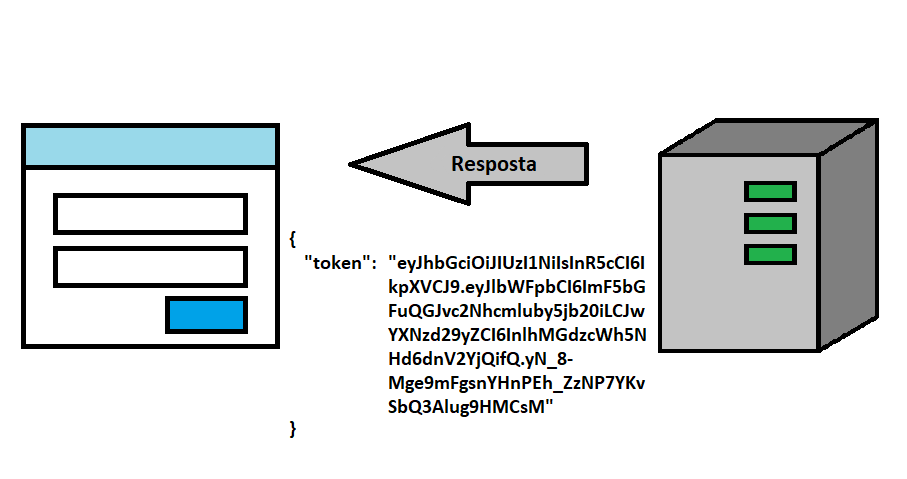 Resposta
{
"token": "eyJhbGciOiJIUzI1NiIsInR5cCI6I
kpXVCJ9.eyJlbWFpbCI6ImF5bG
FuQGJvc2Nhcmluby5jb20iLCJw
YXNzd29yZCI6InlhMGdzcWh5N
Hd6dnV2YjQifQ.yN_8-
Mge9mFgsnYHnPEh_ZzNP7YKv
SbQ3Alug9HMCsM"
}